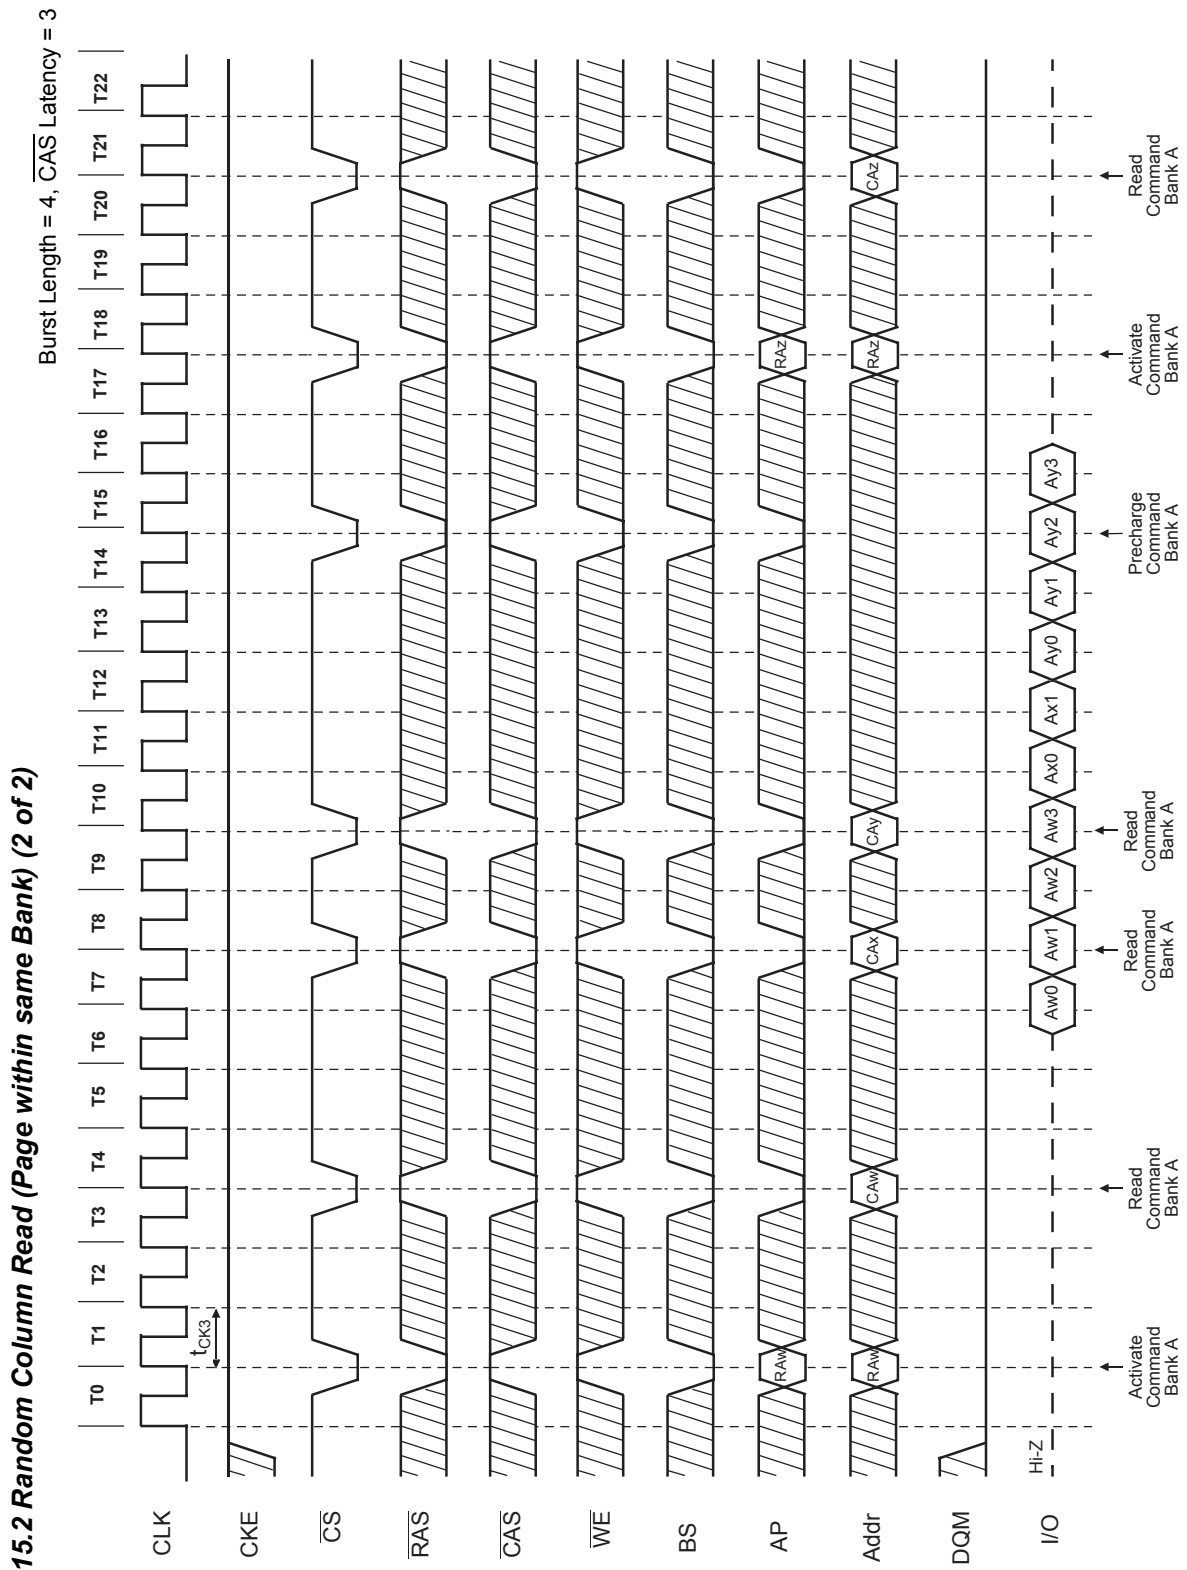 15.2 Random Column Read (Page within same Bank) (2 of 2)
Burst Length = 4, CAS Latency = 3
T0 T1 T2 T3 T4 T5 T6 T7 T8 T9 T10 T11 T12 T13 T14 T15 T16 T17 T18 T19 T20 T21 T22
CLK
tCK3
CKE
CS
RAS
CAS
WE
BS
AP
RAw RAz
Addr
RAw CAw CAx CAy RAz CAz
DQM
I/O
Hi-Z
Aw0 Aw1 Aw2 Aw3 Ax0 Ax1 Ay0 Ay1 Ay2 Ay3
Activate
Command
Bank A
Read
Command
Bank A
Read
Command
Bank A
Read
Command
Bank A
Precharge
Command
Bank A
Activate
Command
Bank A
Read
Command
Bank A